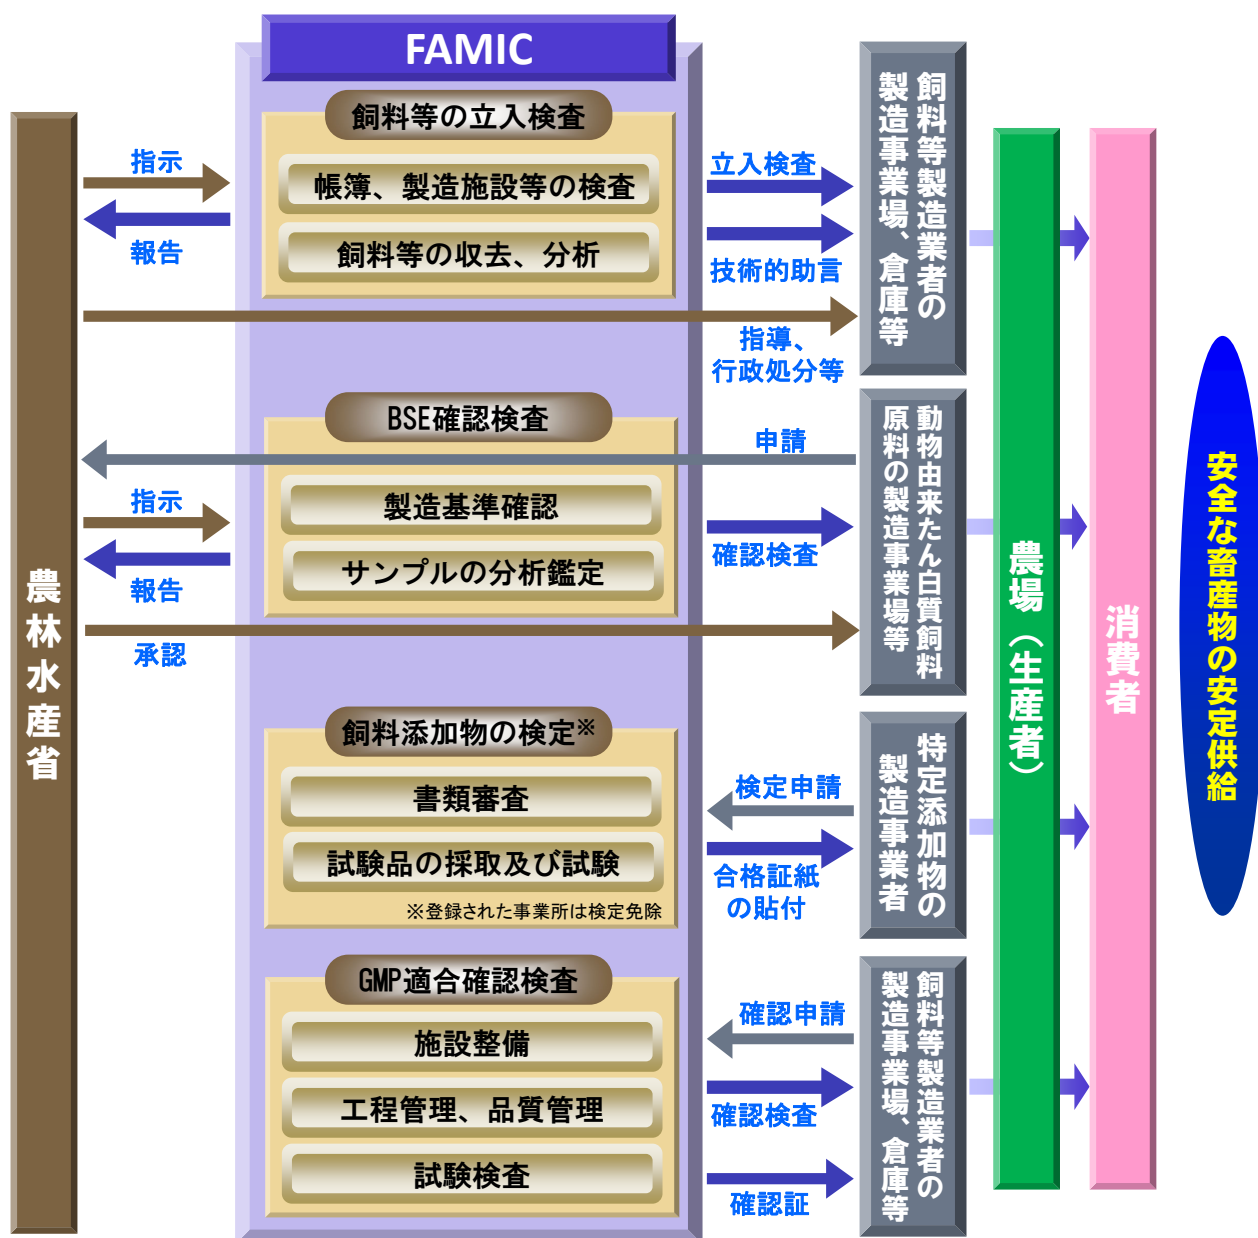 FAMIC
飼料等の立入検査
帳簿、製造施設等の検査
飼料等の収去、分析
指示
報告
立入検査
技術的助言
指導、
行政処分等
飼料等製造業者の
製造事業場、倉庫等
BSE確認検査
製造基準確認
サンプルの分析鑑定
申請
指示
報告
確認検査
承認
動物由来たん白質飼料
原料の製造事業場等
飼料添加物の検定※
書類審査
試験品の採取及び試験
※登録された事業所は検定免除
検定申請
合格証紙
の貼付
特定添加物の
製造事業者
GMP適合確認検査
施設整備
工程管理、品質管理
試験検査
確認申請
確認検査
確認証
飼料等製造業者の
製造事業場、倉庫等
農林水産省
農場（生産者）
消費者
安全な畜産物の安定供給